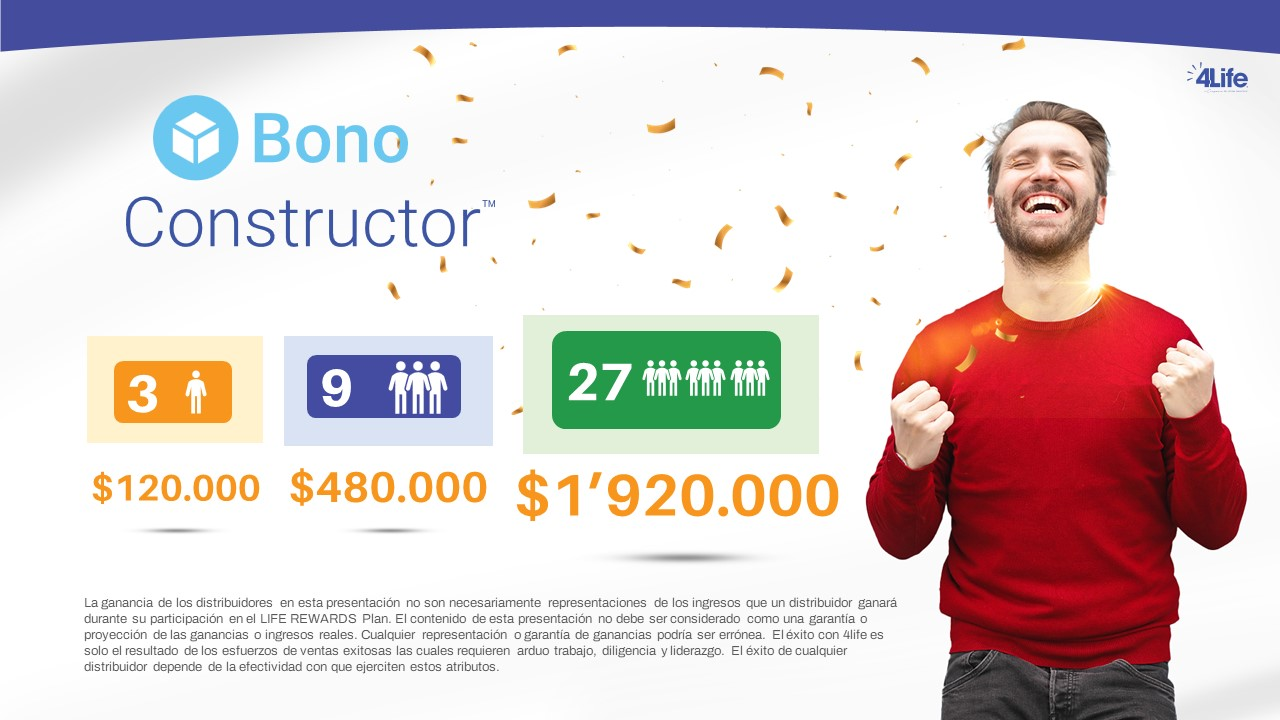 4Life
Bono
Constructor™
3
9
27
$120.000
$480.000
$1’920.000
La ganancia de los distribuidores en esta presentación no son necesariamente representaciones de los ingresos que un distribuidor ganará
durante su participación en el LIFE REWARDS Plan. El contenido de esta presentación no debe ser considerado como una garantía o
proyección de las ganancias o ingresos reales. Cualquier representación o garantía de ganancias podría ser errónea. El éxito con 4life es
solo el resultado de los esfuerzos de ventas exitosas las cuales requieren arduo trabajo, diligencia y liderazgo. El éxito de cualquier
distribuidor depende de la efectividad con que ejerciten estos atributos.